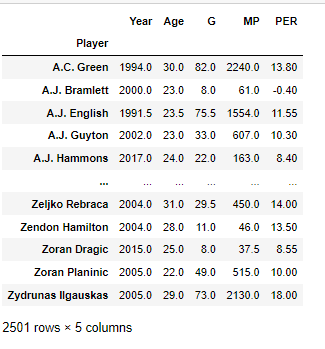 Year Age G MP PER
Player
A.C. Green 1994.0 30.0 82.0 2240.0 13.80
A.J. Bramlett 2000.0 23.0 8.0 61.0 -0.40
A.J. English 1991.5 23.5 75.5 1554.0 11.55
A.J. Guyton 2002.0 23.0 33.0 607.0 10.30
A.J. Hammons 2017.0 24.0 22.0 163.0 8.40
... ... ... ... ... ...
Zeljko Rebraca 2004.0 31.0 29.5 450.0 14.00
Zendon Hamilton 2004.0 28.0 11.0 46.0 13.50
Zoran Dragic 2015.0 25.0 8.0 37.5 8.55
Zoran Planinic 2005.0 22.0 49.0 515.0 10.00
Zydrunas Ilgauskas 2005.0 29.0 73.0 2130.0 18.00
2501 rows × 5 columns